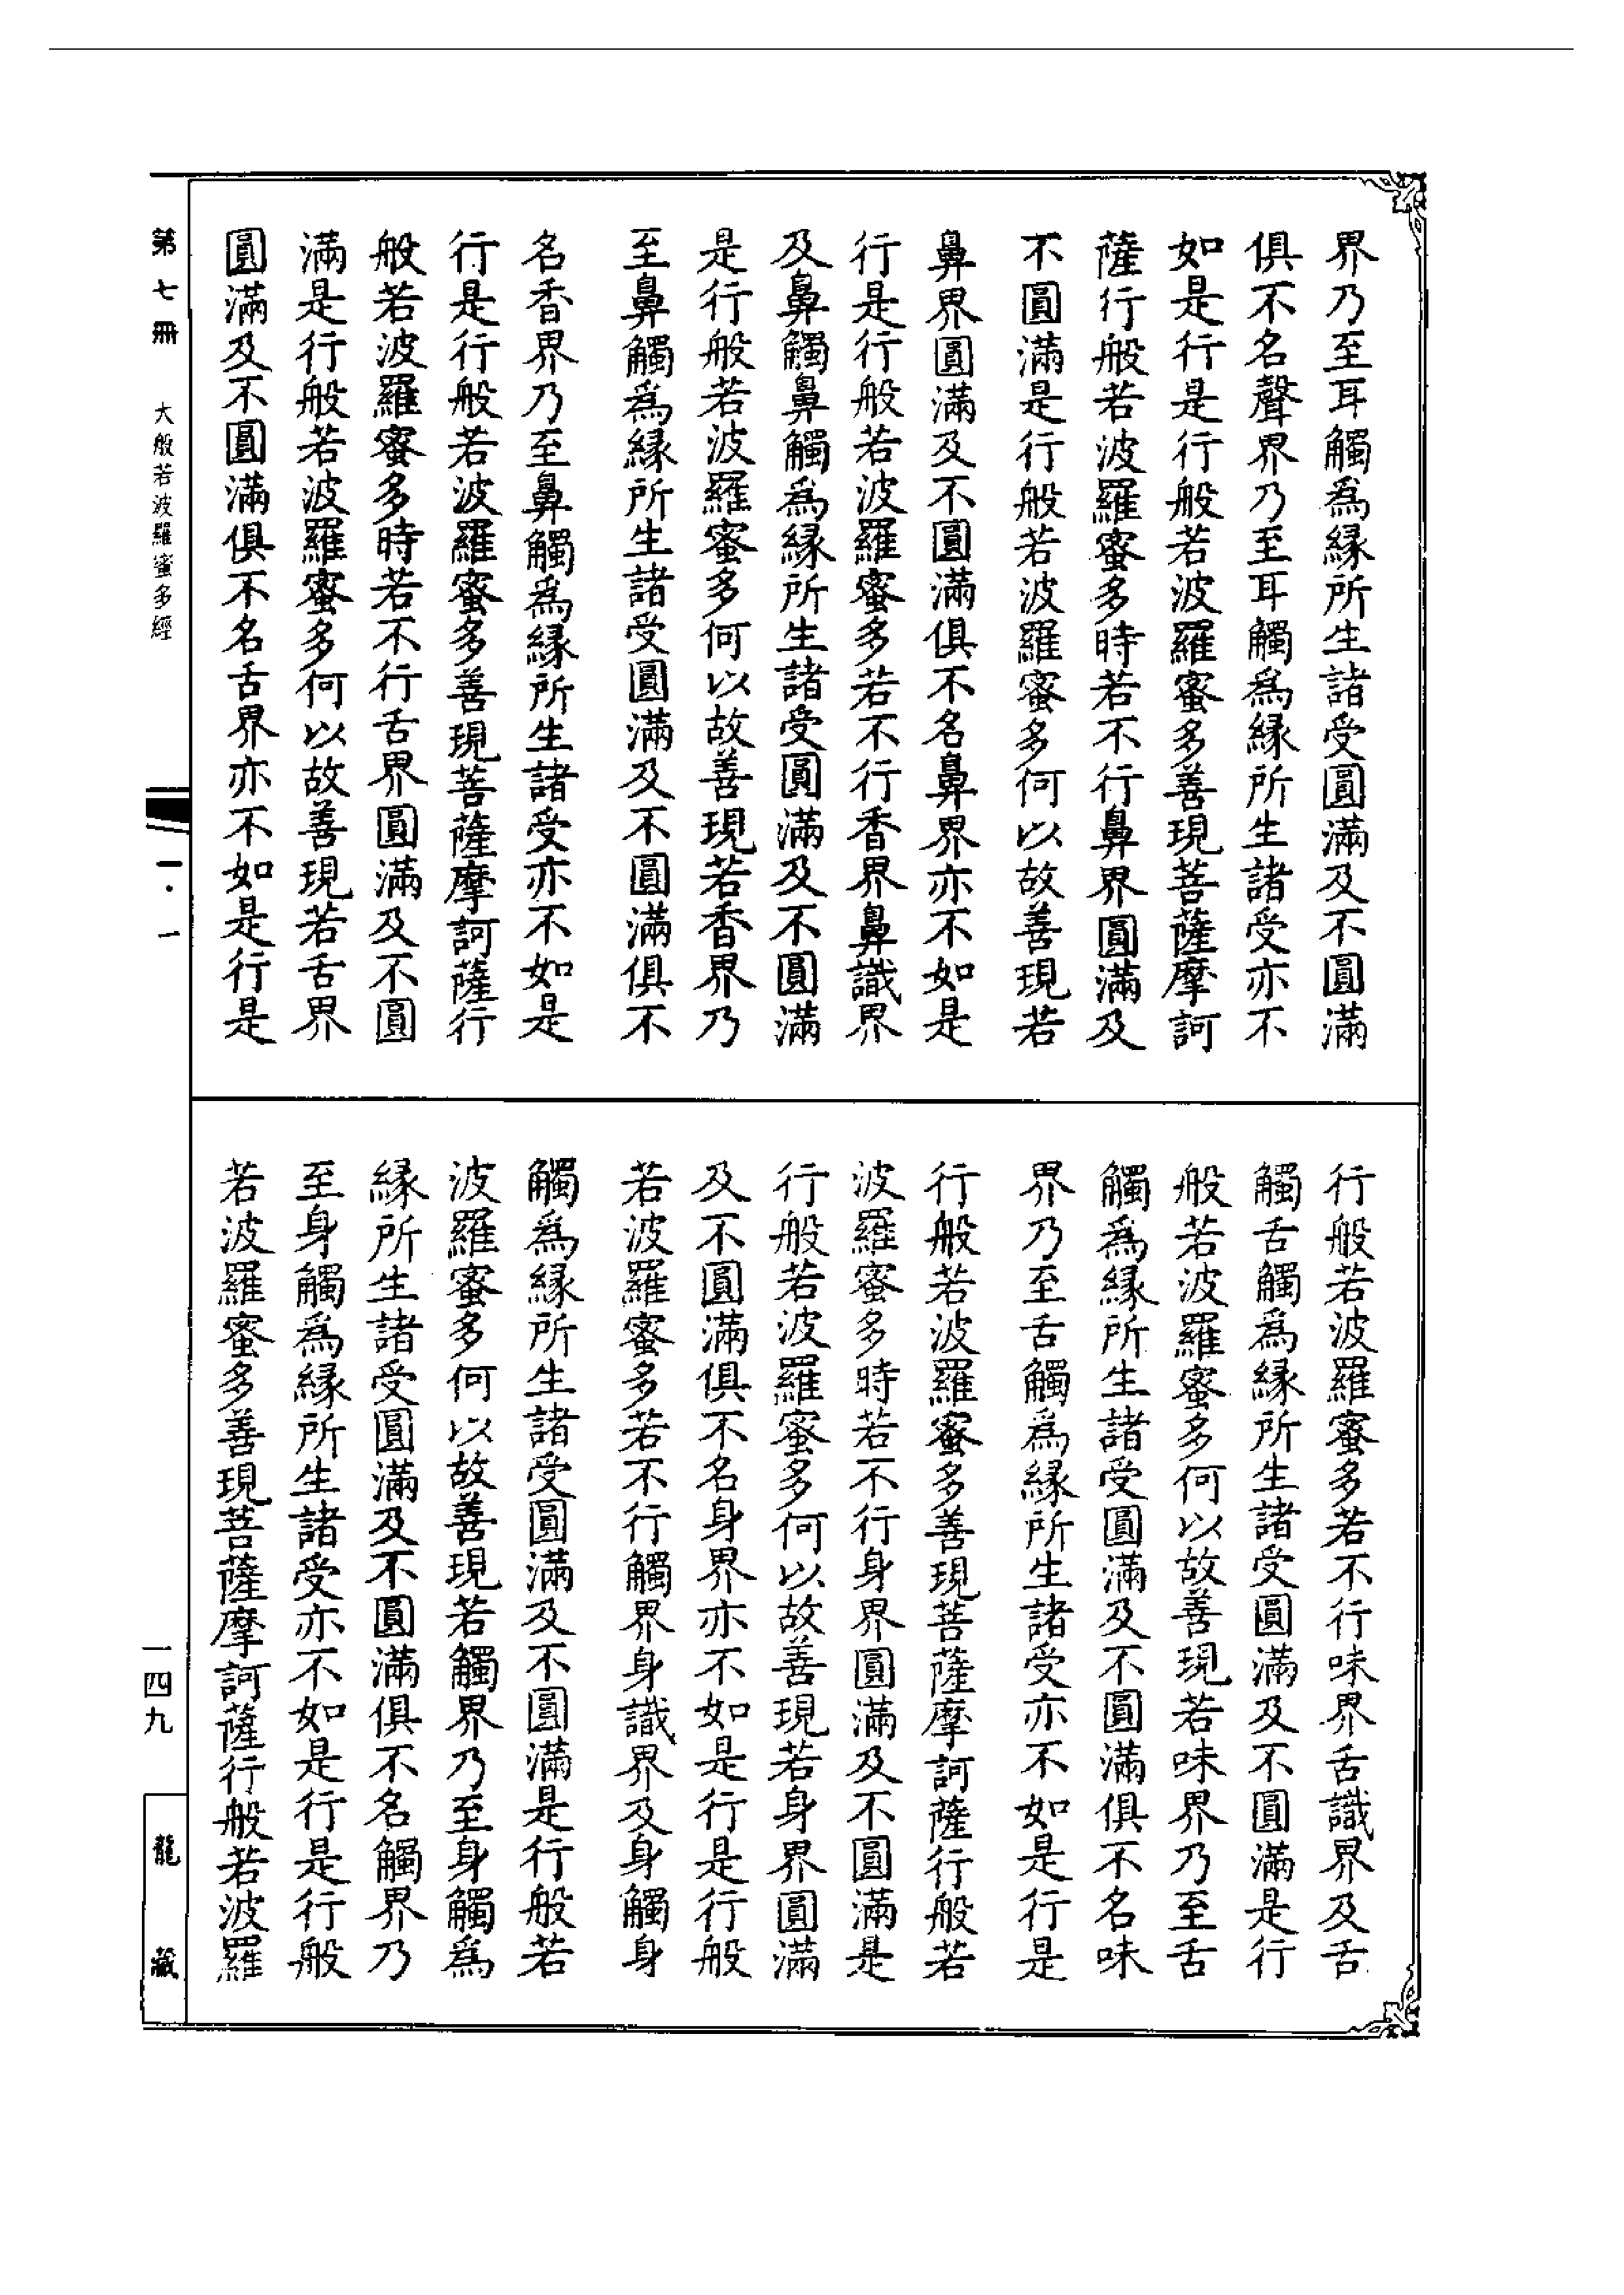 界乃至耳觸爲緣所生諸受圓滿及不圓滿
俱不名聲界乃至耳觸爲緣所生諸受亦不
如是行是行般若波羅蜜多善現菩薩摩訶
薩行般若波羅蜜多時若不行鼻界圓滿及
不圓滿是行般若波羅蜜多何以故善現若
鼻界圓滿及不圓滿俱不名鼻界亦不如是
行是行般若波羅蜜多若不行香界鼻識界
及鼻觸鼻觸爲緣所生諸受圓滿及不圓滿
是行般若波羅蜜多何以故善現若香界乃
至鼻觸爲緣所生諸受圓滿及不圓滿俱不
名香界乃至鼻觸爲緣所生諸受亦不如是
行是行般若波羅蜜多善現菩薩摩訶薩行
般若波羅蜜多時若不行舌界圓滿及不圓
滿是行般若波羅蜜多何以故善現若舌界
圓滿及不圓滿俱不名舌界亦不如是行是
行般若波羅蜜多若不行味界舌識界及舌
觸舌觸爲緣所生諸受圓滿及不圓滿是行
般若波羅蜜多何以故善現若味界乃至舌
觸爲緣所生諸受圓滿及不圓滿俱不名味
界乃至舌觸爲緣所生諸受亦不如是行是
行般若波羅蜜多善現菩薩摩訶薩行般若
波羅蜜多時若不行身界圓滿及不圓滿是
行般若波羅蜜多何以故善現若身界圓滿
及不圓滿俱不名身界亦不如是行是行般
若波羅蜜多若不行觸界身識界及身觸身
觸爲緣所生諸受圓滿及不圓滿是行般若
波羅蜜多何以故善現若觸界乃至身觸爲
緣所生諸受圓滿及不圓滿俱不名觸界乃
至身觸爲緣所生諸受亦不如是行是行般
若波羅蜜多善現菩薩摩訶薩行般若波羅
第七冊 大般若波羅蜜多經 一·一
一四九
龍藏